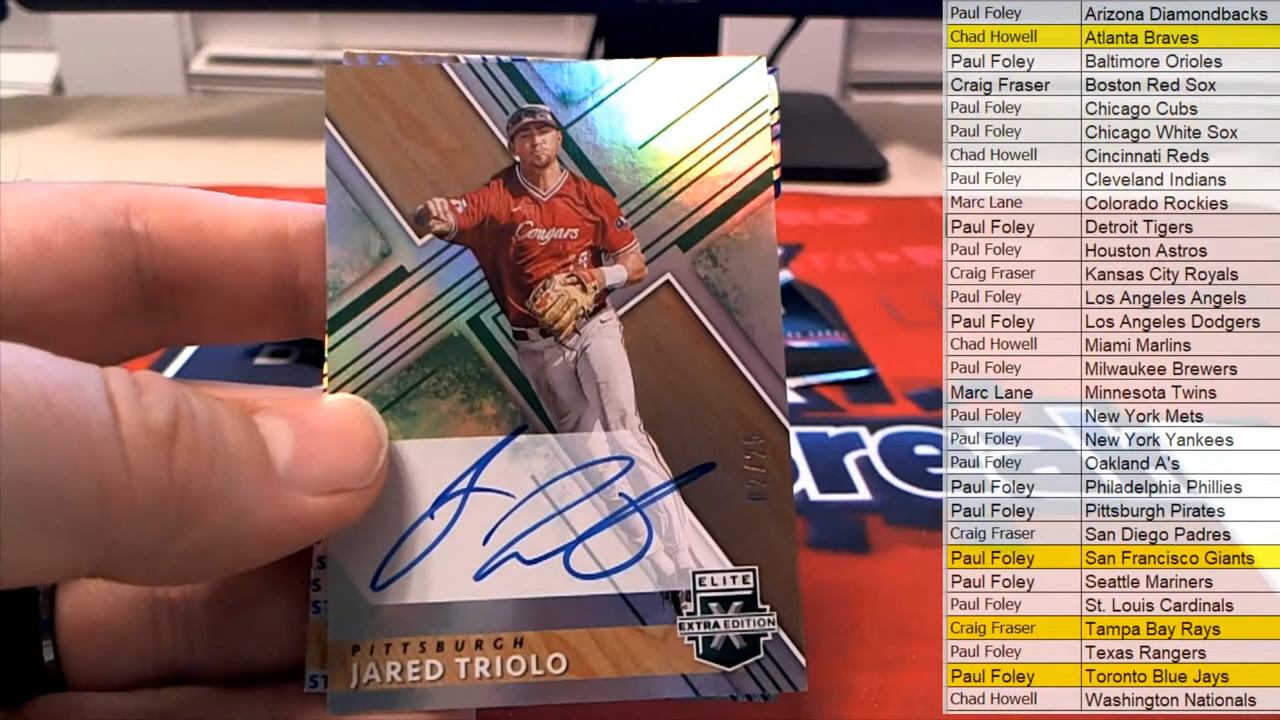 Cougars
02/25
ELITE
X
EXTRA EDITION
PITTSBURGH
JARED TRIOLO
Paul Foley Arizona Diamondbacks
Chad Howell Atlanta Braves
Paul Foley Baltimore Orioles
Craig Fraser Boston Red Sox
Paul Foley Chicago Cubs
Paul Foley Chicago White Sox
Chad Howell Cincinnati Reds
Paul Foley Cleveland Indians
Marc Lane Colorado Rockies
Paul Foley Detroit Tigers
Paul Foley Houston Astros
Craig Fraser Kansas City Royals
Paul Foley Los Angeles Angels
Paul Foley Los Angeles Dodgers
Chad Howell Miami Marlins
Paul Foley Milwaukee Brewers
Marc Lane Minnesota Twins
Paul Foley New York Mets
Paul Foley New York Yankees
Paul Foley Oakland A's
Paul Foley Philadelphia Phillies
Paul Foley Pittsburgh Pirates
Craig Fraser San Diego Padres
Paul Foley San Francisco Giants
Paul Foley Seattle Mariners
Paul Foley St. Louis Cardinals
Craig Fraser Tampa Bay Rays
Paul Foley Texas Rangers
Paul Foley Toronto Blue Jays
Chad Howell Washington Nationals